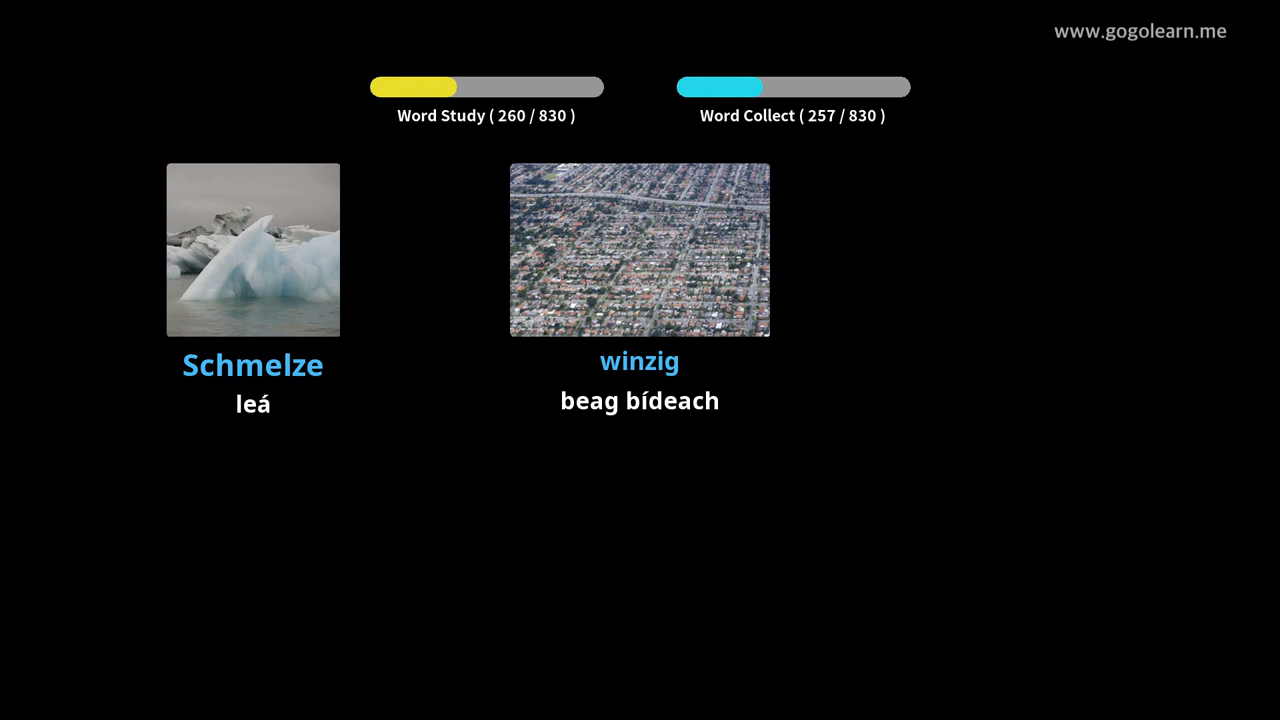 www.gogolearn.me
Word Study ( 260 / 830 )
Word Collect ( 257 / 830 )
Schmelze
leá
winzig
beag bídeach